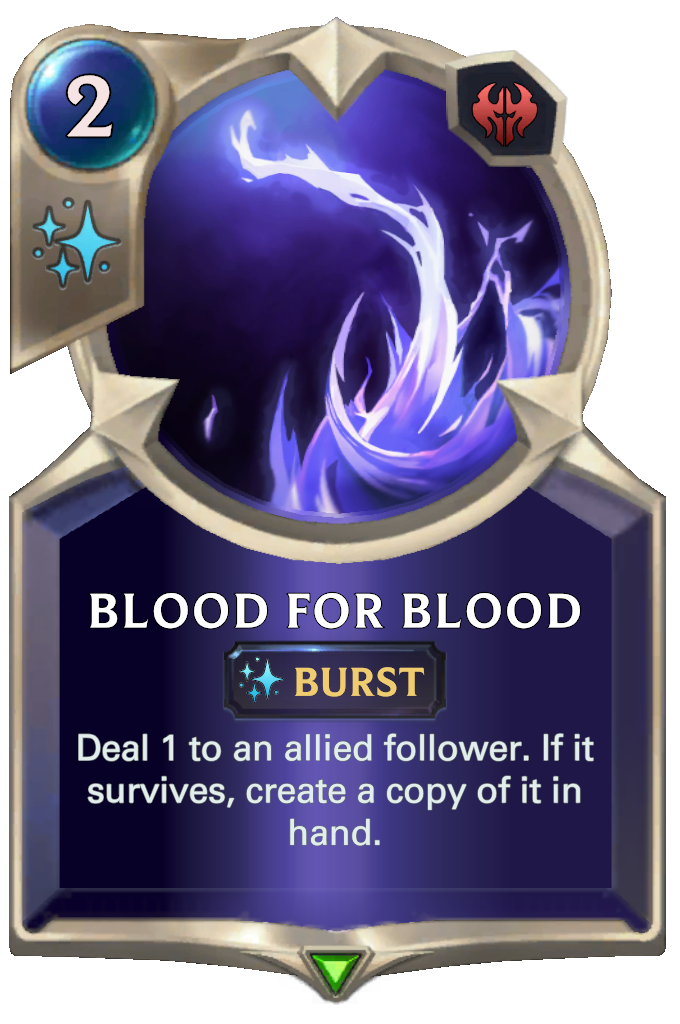 2
BLOOD FOR BLOOD
BURST
Deal 1 to an allied follower. If it
survives, create a copy of it in
hand.